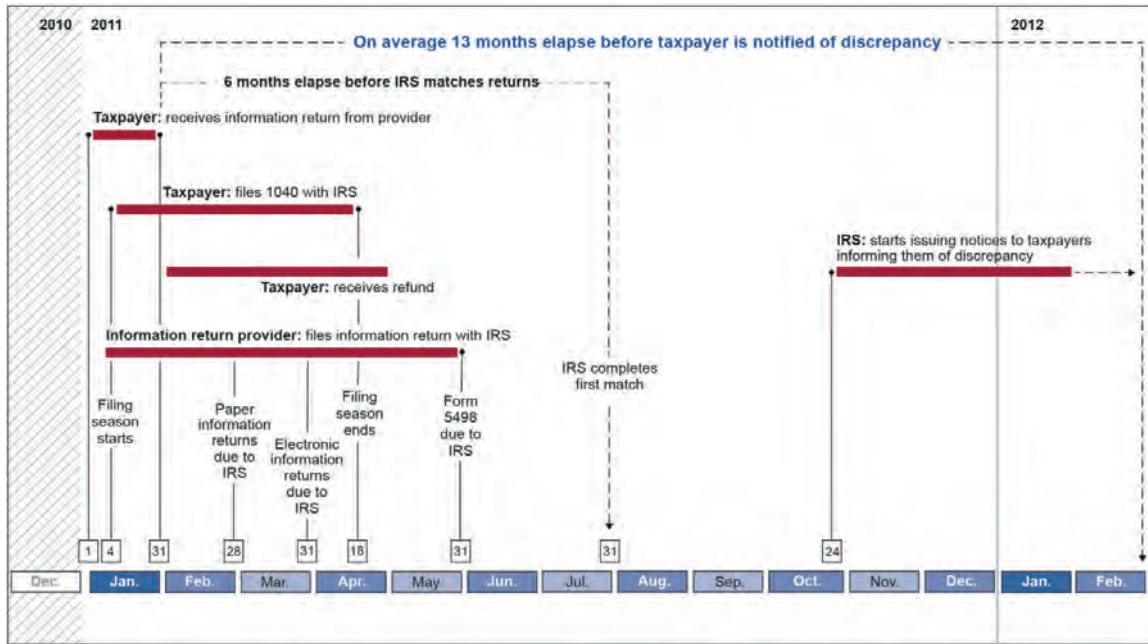 2010 2011 2012
On average 13 months elapse before taxpayer is notified of discrepancy
6 months elapse before IRS matches returns
Taxpayer: receives information return from provider
Taxpayer: files 1040 with IRS
IRS: starts issuing notices to taxpayers
informing them of discrepancy
Taxpayer: receives refund
Information return provider: files information return with IRS
IRS completes
first match
Filing
season
starts
Paper
information
returns
due to
IRS
Electronic
information
returns
due to
IRS
Filing
season
ends
Form
5498
due to
IRS
1 4 31 28 31 18 31 31 24
Dec. Jan. Feb. Mar. Apr. May Jun. Jul. Aug. Sep. Oct. Nov. Dec. Jan. Feb.